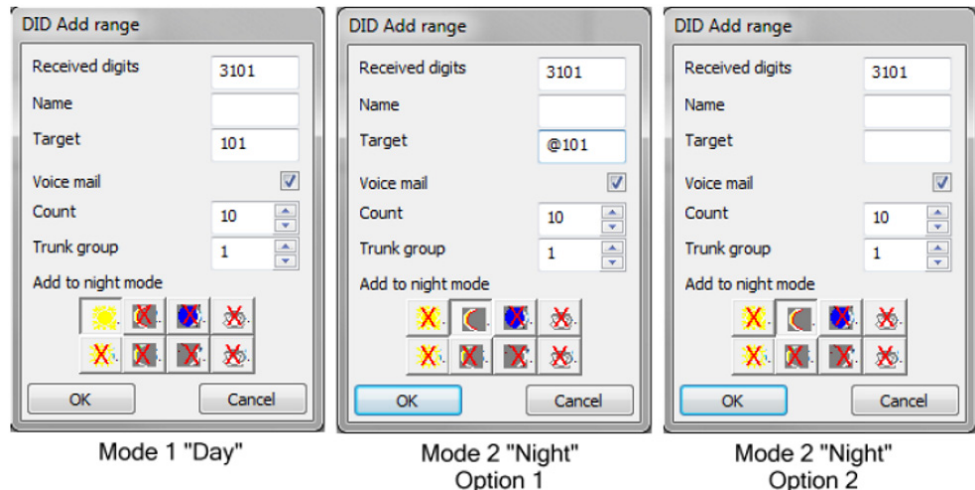 DID Add range
Received digits 3101
Name
Target 101
Voice mail
Count 10
Trunk group 1
Add to night mode
OK Cancel
Mode 1 "Day"
DID Add range
Received digits 3101
Name
Target @101
Voice mail
Count 10
Trunk group 1
Add to night mode
OK Cancel
Mode 2 "Night"
Option 1
DID Add range
Received digits 3101
Name
Target
Voice mail
Count 10
Trunk group 1
Add to night mode
OK Cancel
Mode 2 "Night"
Option 2